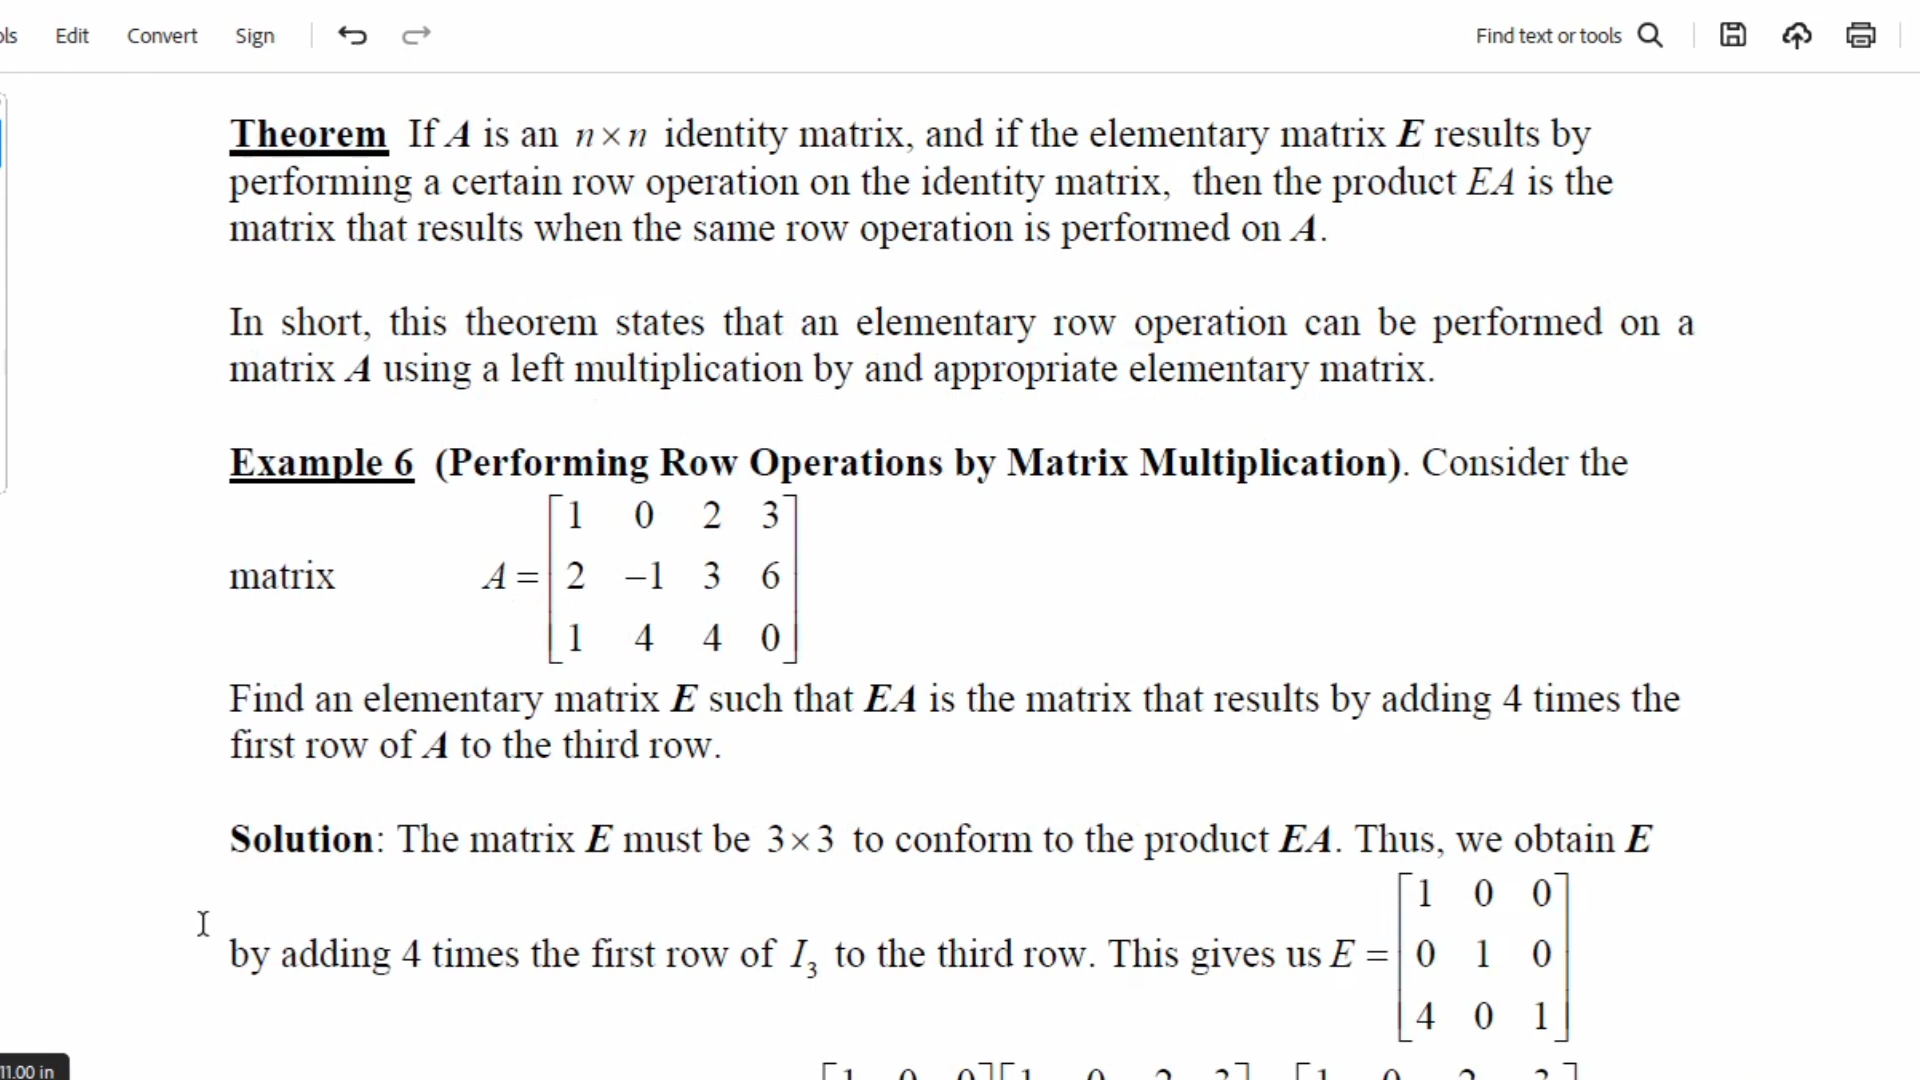 ols Edit Convert Sign Find text or tools
Theorem If A is an n×n identity matrix, and if the elementary matrix E results by
performing a certain row operation on the identity matrix, then the product EA is the
matrix that results when the same row operation is performed on A.
In short, this theorem states that an elementary row operation can be performed on a
matrix A using a left multiplication by and appropriate elementary matrix.
Example 6 (Performing Row Operations by Matrix Multiplication). Consider the
1 0 2 3
matrix A = 2 −1 3 6
1 4 4 0
Find an elementary matrix E such that EA is the matrix that results by adding 4 times the
first row of A to the third row.
Solution: The matrix E must be 3×3 to conform to the product EA. Thus, we obtain E
1 0 0
by adding 4 times the first row of I₃ to the third row. This gives us E = 0 1 0
4 0 1
11.00 in